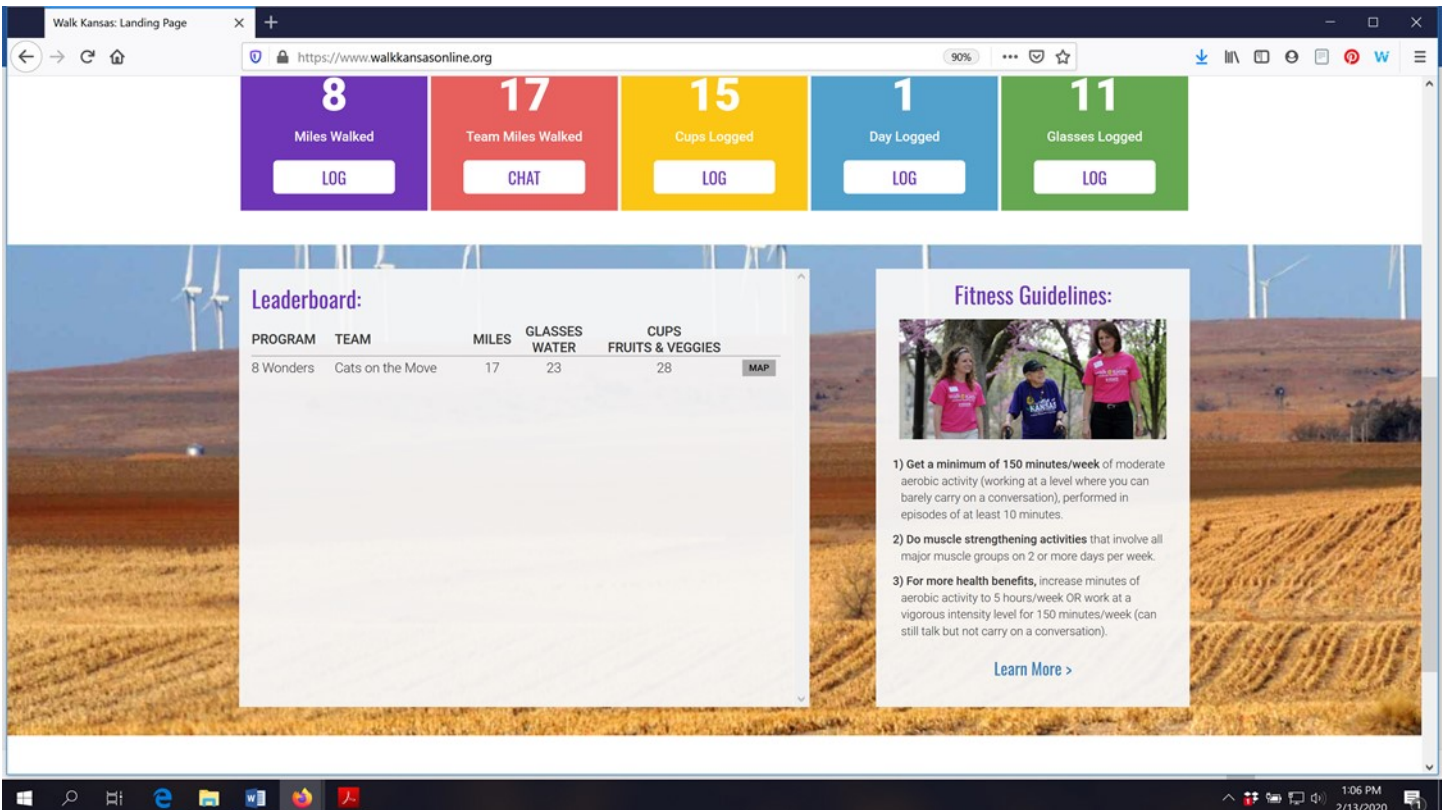 Walk Kansas: Landing Page
https://www.walkkansasonline.org
90%
8
Miles Walked
LOG
17
Team Miles Walked
CHAT
15
Cups Logged
LOG
1
Day Logged
LOG
11
Glasses Logged
LOG
Leaderboard:
PROGRAM TEAM MILES GLASSES WATER CUPS FRUITS & VEGGIES
8 Wonders Cats on the Move 17 23 28 MAP
Fitness Guidelines:
KANSAS
1) Get a minimum of 150 minutes/week of moderate
aerobic activity (working at a level where you can
barely carry on a conversation), performed in
episodes of at least 10 minutes.
2) Do muscle strengthening activities that involve all
major muscle groups on 2 or more days per week.
3) For more health benefits, increase minutes of
aerobic activity to 5 hours/week OR work at a
vigorous intensity level for 150 minutes/week (can
still talk but not carry on a conversation).
Learn More >
1:06 PM
2/13/2020